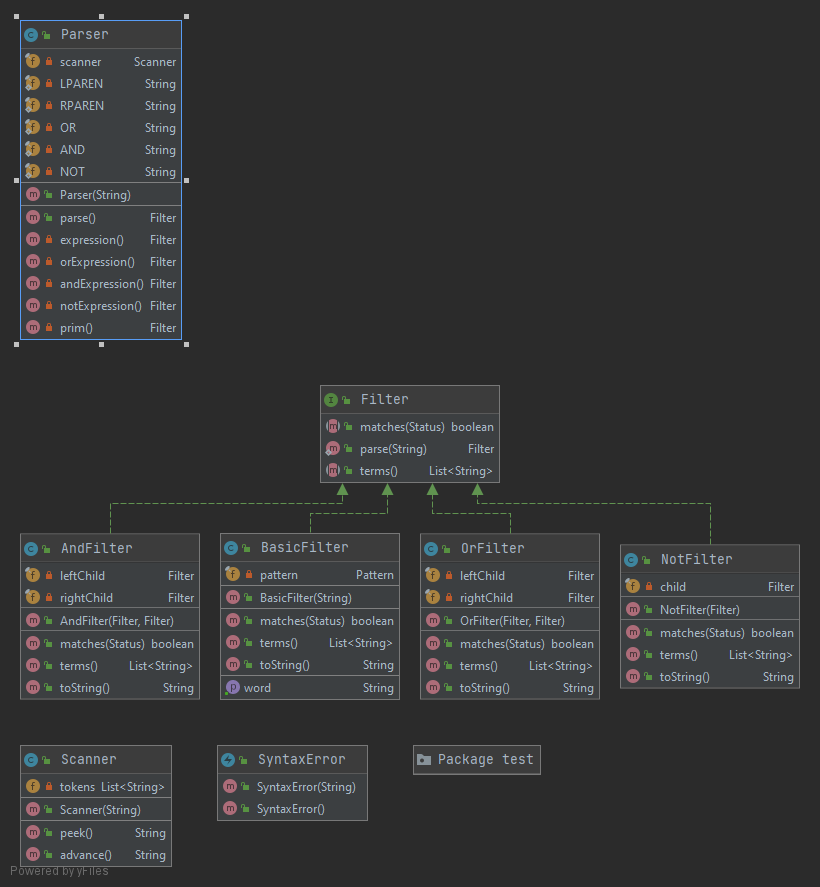 Parser
scanner Scanner
LPAREN String
RPAREN String
OR String
AND String
NOT String
Parser(String)
parse() Filter
expression() Filter
orExpression() Filter
andExpression() Filter
notExpression() Filter
prim() Filter
Filter
matches(Status) boolean
parse(String) Filter
terms() List<String>
AndFilter
leftChild Filter
rightChild Filter
AndFilter(Filter, Filter)
matches(Status) boolean
terms() List<String>
toString() String
BasicFilter
pattern Pattern
BasicFilter(String)
matches(Status) boolean
terms() List<String>
toString() String
word String
OrFilter
leftChild Filter
rightChild Filter
OrFilter(Filter, Filter)
matches(Status) boolean
terms() List<String>
toString() String
NotFilter
child Filter
NotFilter(Filter)
matches(Status) boolean
terms() List<String>
toString() String
Scanner
tokens List<String>
Scanner(String)
peek() String
advance() String
SyntaxError
SyntaxError(String)
SyntaxError()
Package test
Powered by yFiles